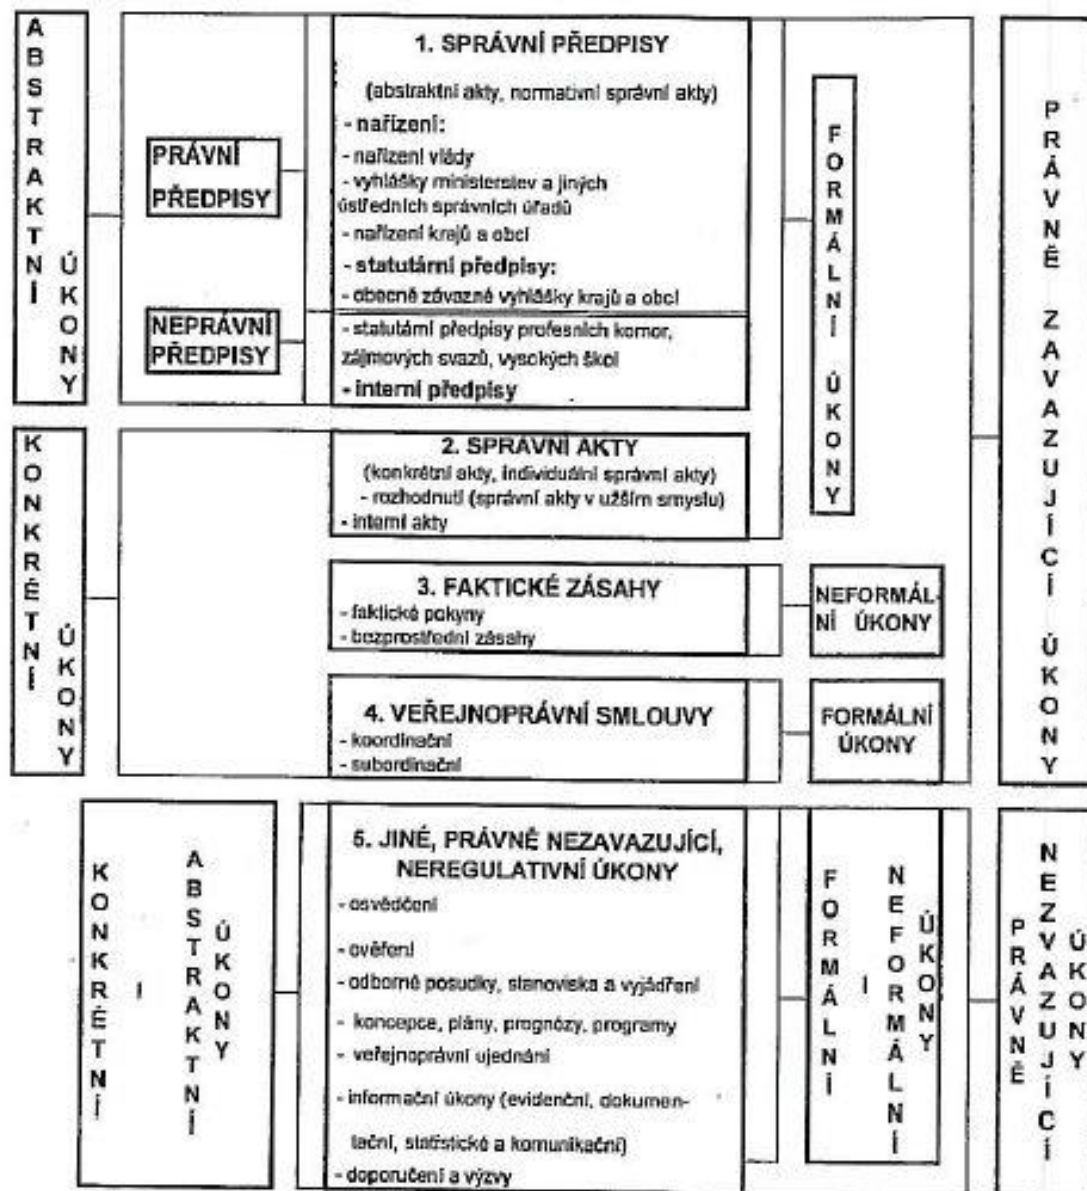 ABSTRAKTNÍ ÚKONY
PRÁVNÍ
PŘEDPISY
NEPRÁVNÍ
PŘEDPISY
1. SPRÁVNÍ PŘEDPISY
(abstraktní akty, normativní správní akty)
- nařízení:
- nařízení vlády
- vyhlášky ministerstev a jiných
ústředních správních úřadů
- nařízení krajů a obcí
- statutární předpisy:
- obecně závazné vyhlášky krajů a obcí
- statutární předpisy profesních komor,
zájmových svazů, vysokých škol
- interní předpisy
FORMÁLNÍ ÚKONY
PRÁVNĚ ZAVAZUJÍCÍ ÚKONY
KONKRÉTNÍ ÚKONY
2. SPRÁVNÍ AKTY
(konkrétní akty, individuální správní akty)
- rozhodnutí (správní akty v užším smyslu)
- interní akty
3. FAKTICKÉ ZÁSAHY
- faktické pokyny
- bezprostřední zásahy
NEFORMÁL-
NÍ ÚKONY
4. VEŘEJNOPRÁVNÍ SMLOUVY
- koordinační
- subordinační
FORMÁLNÍ
ÚKONY
KONKRÉTNÍ I ABSTRAKTNÍ ÚKONY
5. JINÉ, PRÁVNĚ NEZAVAZUJÍCÍ,
NEREGULATIVNÍ ÚKONY
- osvědčení
- ověření
- odborné posudky, stanoviska a vyjádření
- koncepce, plány, prognózy, programy
- veřejnoprávní ujednání
- informační úkony (evidenční, dokumen-
tační, statistické a komunikační)
- doporučení a výzvy
FORMÁLNÍ I NEFORMÁLNÍ ÚKONY
PRÁVNĚ NEZVAZUJÍCÍ ÚKONY